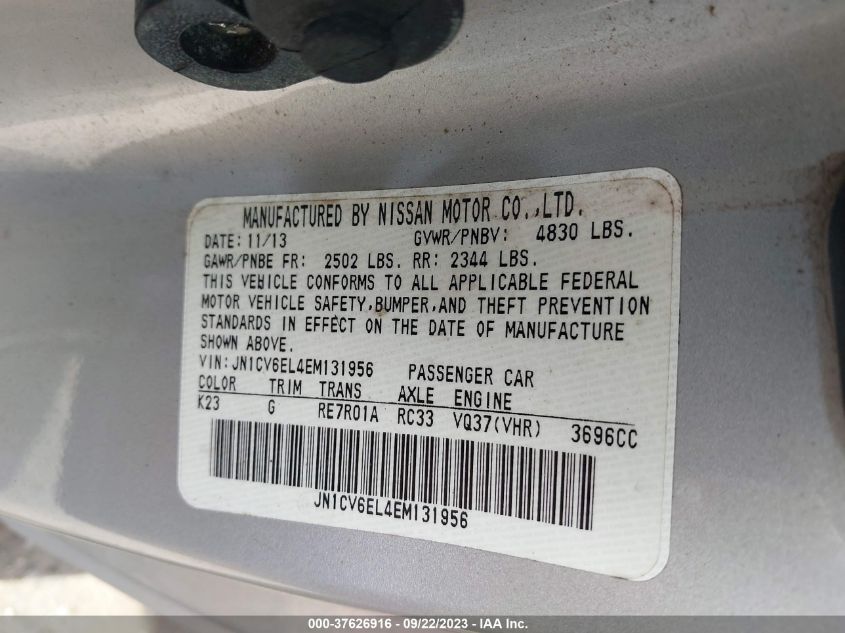 MANUFACTURED BY NISSAN MOTOR CO.,LTD.
DATE: 11/13 GVWR/PNBV: 4830 LBS.
GAWR/PNBE FR: 2502 LBS. RR: 2344 LBS.
THIS VEHICLE CONFORMS TO ALL APPLICABLE FEDERAL
MOTOR VEHICLE SAFETY,BUMPER,AND THEFT PREVENTION
STANDARDS IN EFFECT ON THE DATE OF MANUFACTURE
SHOWN ABOVE.
VIN:JN1CV6EL4EM131956 PASSENGER CAR
COLOR TRIM TRANS AXLE ENGINE
K23 G RE7R01A RC33 VQ37(VHR) 3696CC
JN1CV6EL4EM131956
000-37626916 - 09/22/2023 - IAA Inc.